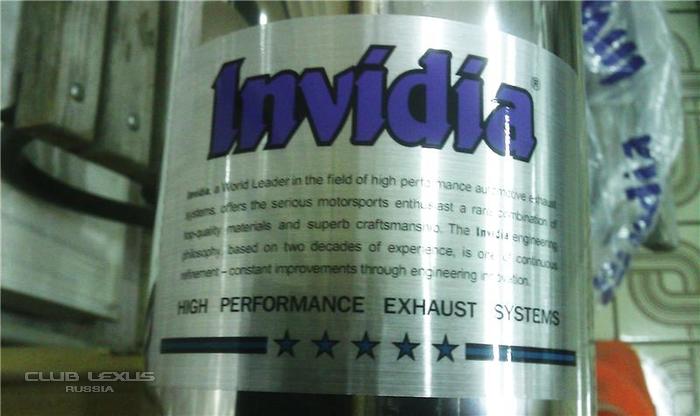 Invidia®
Invidia, a World Leader in the field of high performance automotive exhaust
systems, offers the serious motorsports enthusiast a rare combination of
top-quality materials and superb craftsmanship. The Invidia engineering
philosophy, based on two decades of experience, is one of continuous
refinement – constant improvements through engineering innovation.
HIGH PERFORMANCE EXHAUST SYSTEMS
CLUB LEXUS
RUSSIA